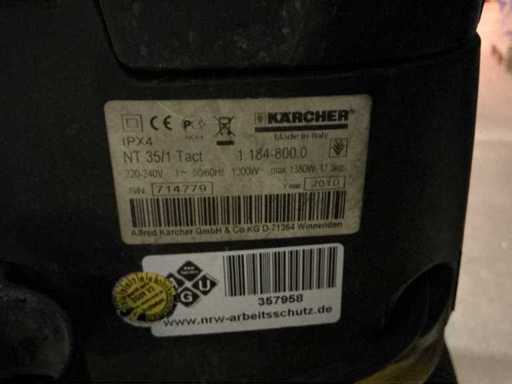 KÄRCHER
IPX4
Made in Italy
NT 35/1 Tact 1.184-800.0
220-240V 1~ 50/60Hz 1200W max 1380W
S/N. 714779 Year 2010
Alfred Kärcher GmbH & Co KG D-71364 Winnenden
A U G
357958
www.nrw-arbeitsschutz.de